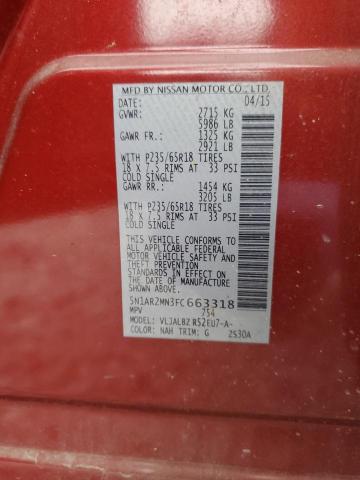 MFD BY NISSAN MOTOR CO., LTD.
DATE: 04/15
GVWR: 2715 KG
5986 LB
GAWR FR: 1325 KG
2921 LB
WITH P235/65R18 TIRES
18 X 7.5 RIMS AT 33 PSI
COLD SINGLE
GAWR RR: 1454 KG
3205 LB
WITH P235/65R18 TIRES
18 X 7.5 RIMS AT 33 PSI
COLD SINGLE
THIS VEHICLE CONFORMS TO
ALL APPLICABLE FEDERAL
MOTOR VEHICLE SAFETY AND
THEFT PREVENTION
STANDARDS IN EFFECT ON
THE DATE OF MANUFACTURE
SHOWN ABOVE.
5N1AR2MN3FC663318
MPV 754
MODEL: VLJALBZ R52EU7-A-
COLOR: NAH TRIM: G 2530A